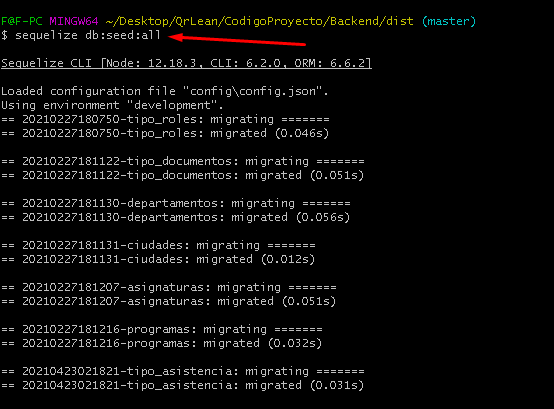 F@F-PC MINGW64 ~/Desktop/QrLean/CodigoProyecto/Backend/dist (master)
$ sequelize db:seed:all
Sequelize CLI [Node: 12.18.3, CLI: 6.2.0, ORM: 6.6.2]
Loaded configuration file "config\config.json".
Using environment "development".
== 20210227180750-tipo_roles: migrating =======
== 20210227180750-tipo_roles: migrated (0.046s)
== 20210227181122-tipo_documentos: migrating =======
== 20210227181122-tipo_documentos: migrated (0.051s)
== 20210227181130-departamentos: migrating =======
== 20210227181130-departamentos: migrated (0.056s)
== 20210227181131-ciudades: migrating =======
== 20210227181131-ciudades: migrated (0.012s)
== 20210227181207-asignaturas: migrating =======
== 20210227181207-asignaturas: migrated (0.051s)
== 20210227181216-programas: migrating =======
== 20210227181216-programas: migrated (0.032s)
== 20210423021821-tipo_asistencia: migrating =======
== 20210423021821-tipo_asistencia: migrated (0.031s)